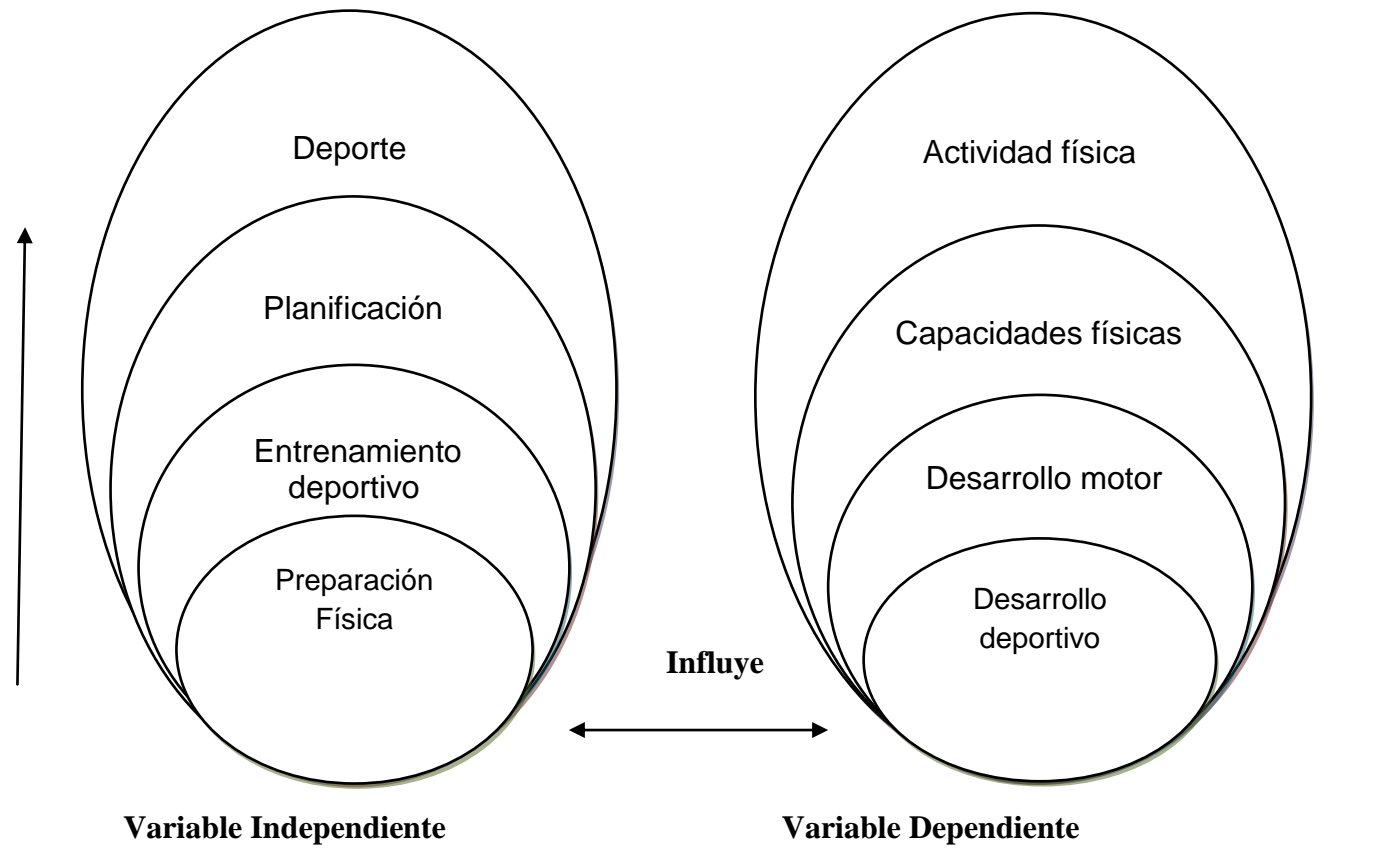 Deporte
Planificación
Entrenamiento
deportivo
Preparación
Física
Actividad física
Capacidades físicas
Desarrollo motor
Desarrollo
deportivo
Influye
Variable Independiente
Variable Dependiente